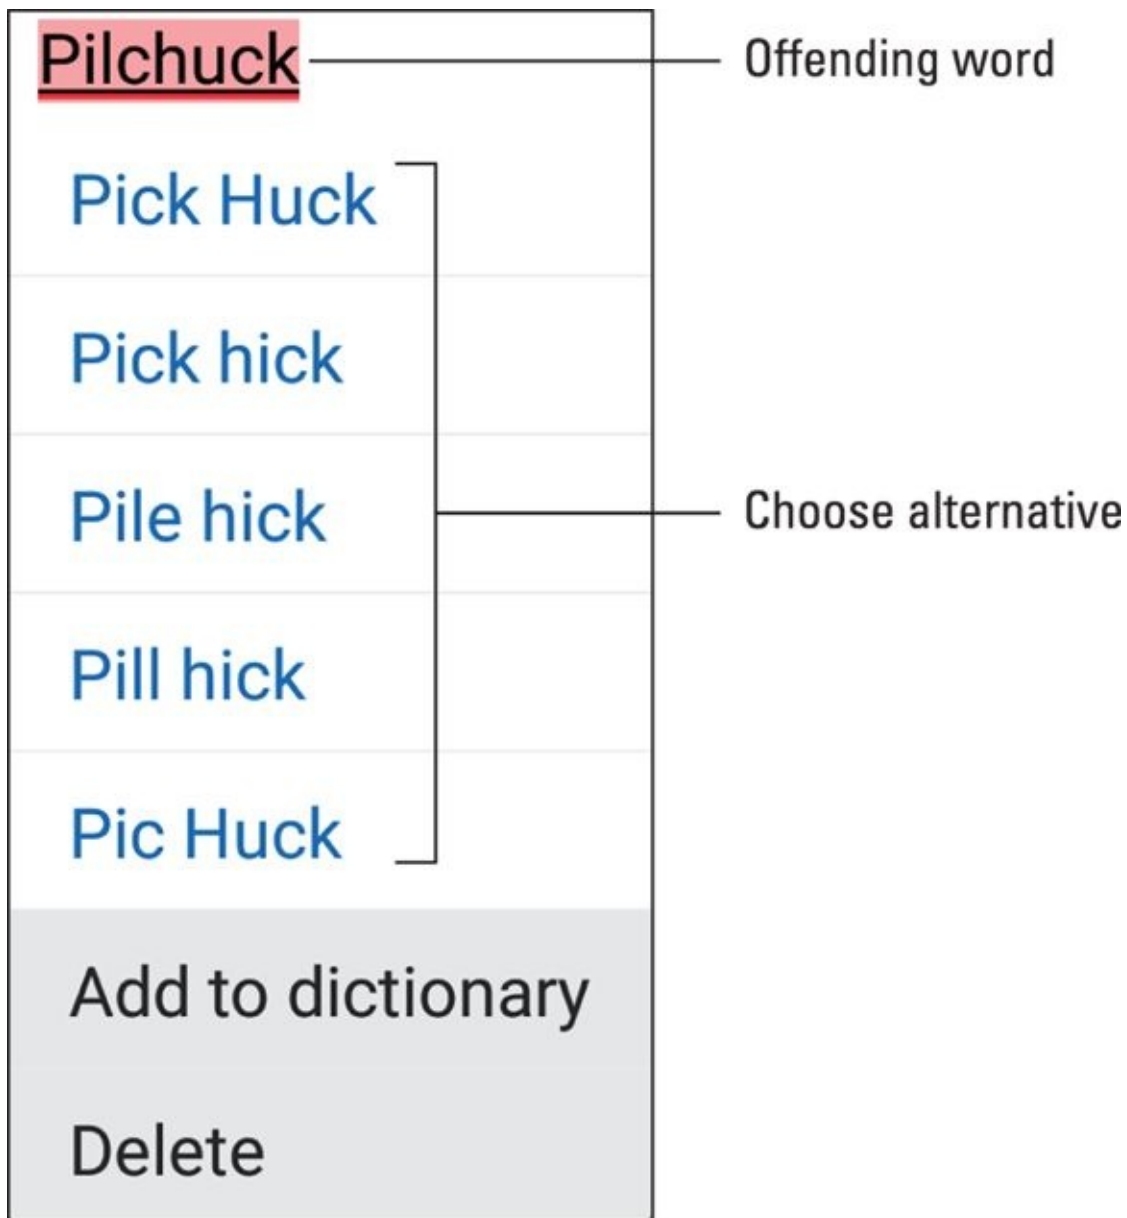 Pilchuck
Offending word
Pick Huck
Pick hick
Pile hick
Choose alternative
Pill hick
Pic Huck
Add to dictionary
Delete